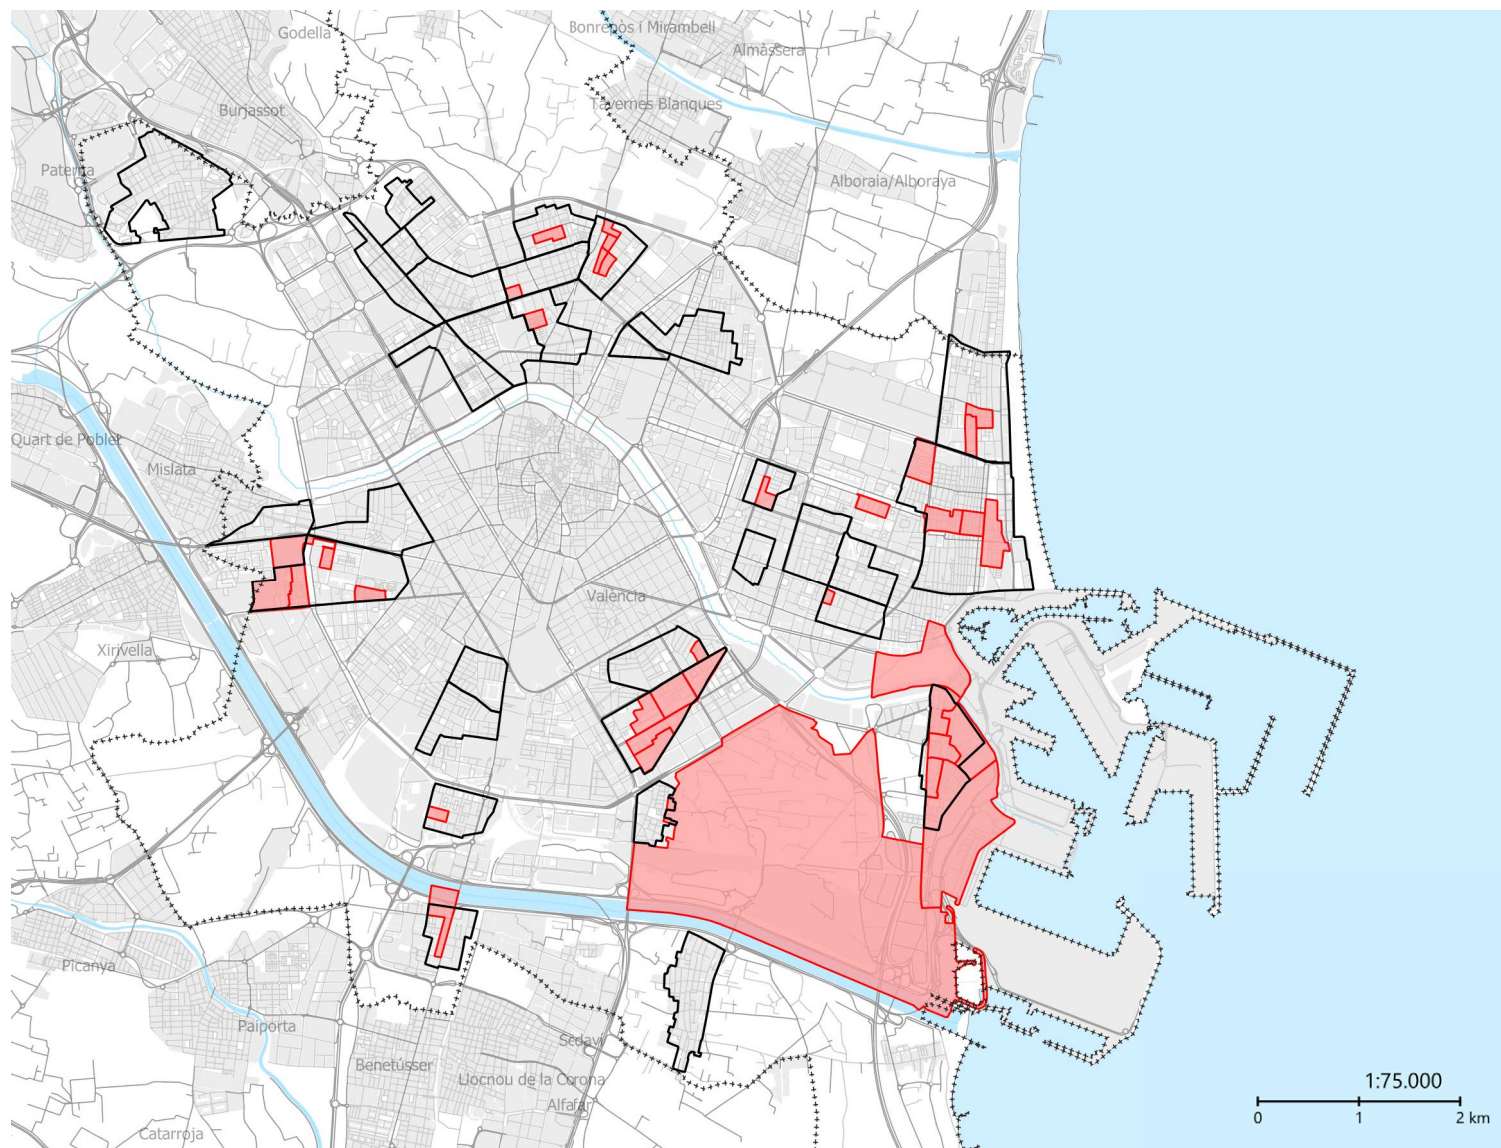 Godella
Bonrepòs i Mirambell
Almàssera
Burjassot
Tavernes Blanques
Paterna
Alboraia/Alboraya
Quart de Poblet
Mislata
València
Xirivella
Picanya
Paiporta
Sedaví
Benetússer
Llocnou de la Corona
Alfafar
Catarroja
1:75.000
0 1 2 km